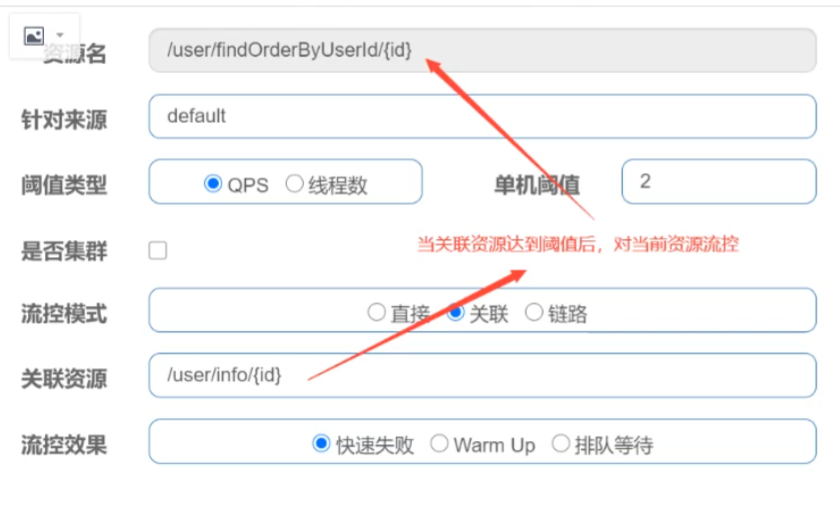 资源名 /user/findOrderByUserId/{id}
针对来源 default
阈值类型 QPS 线程数 单机阈值 2
是否集群
当关联资源达到阈值后，对当前资源流控
流控模式 直接 关联 链路
关联资源 /user/info/{id}
流控效果 快速失败 Warm Up 排队等待